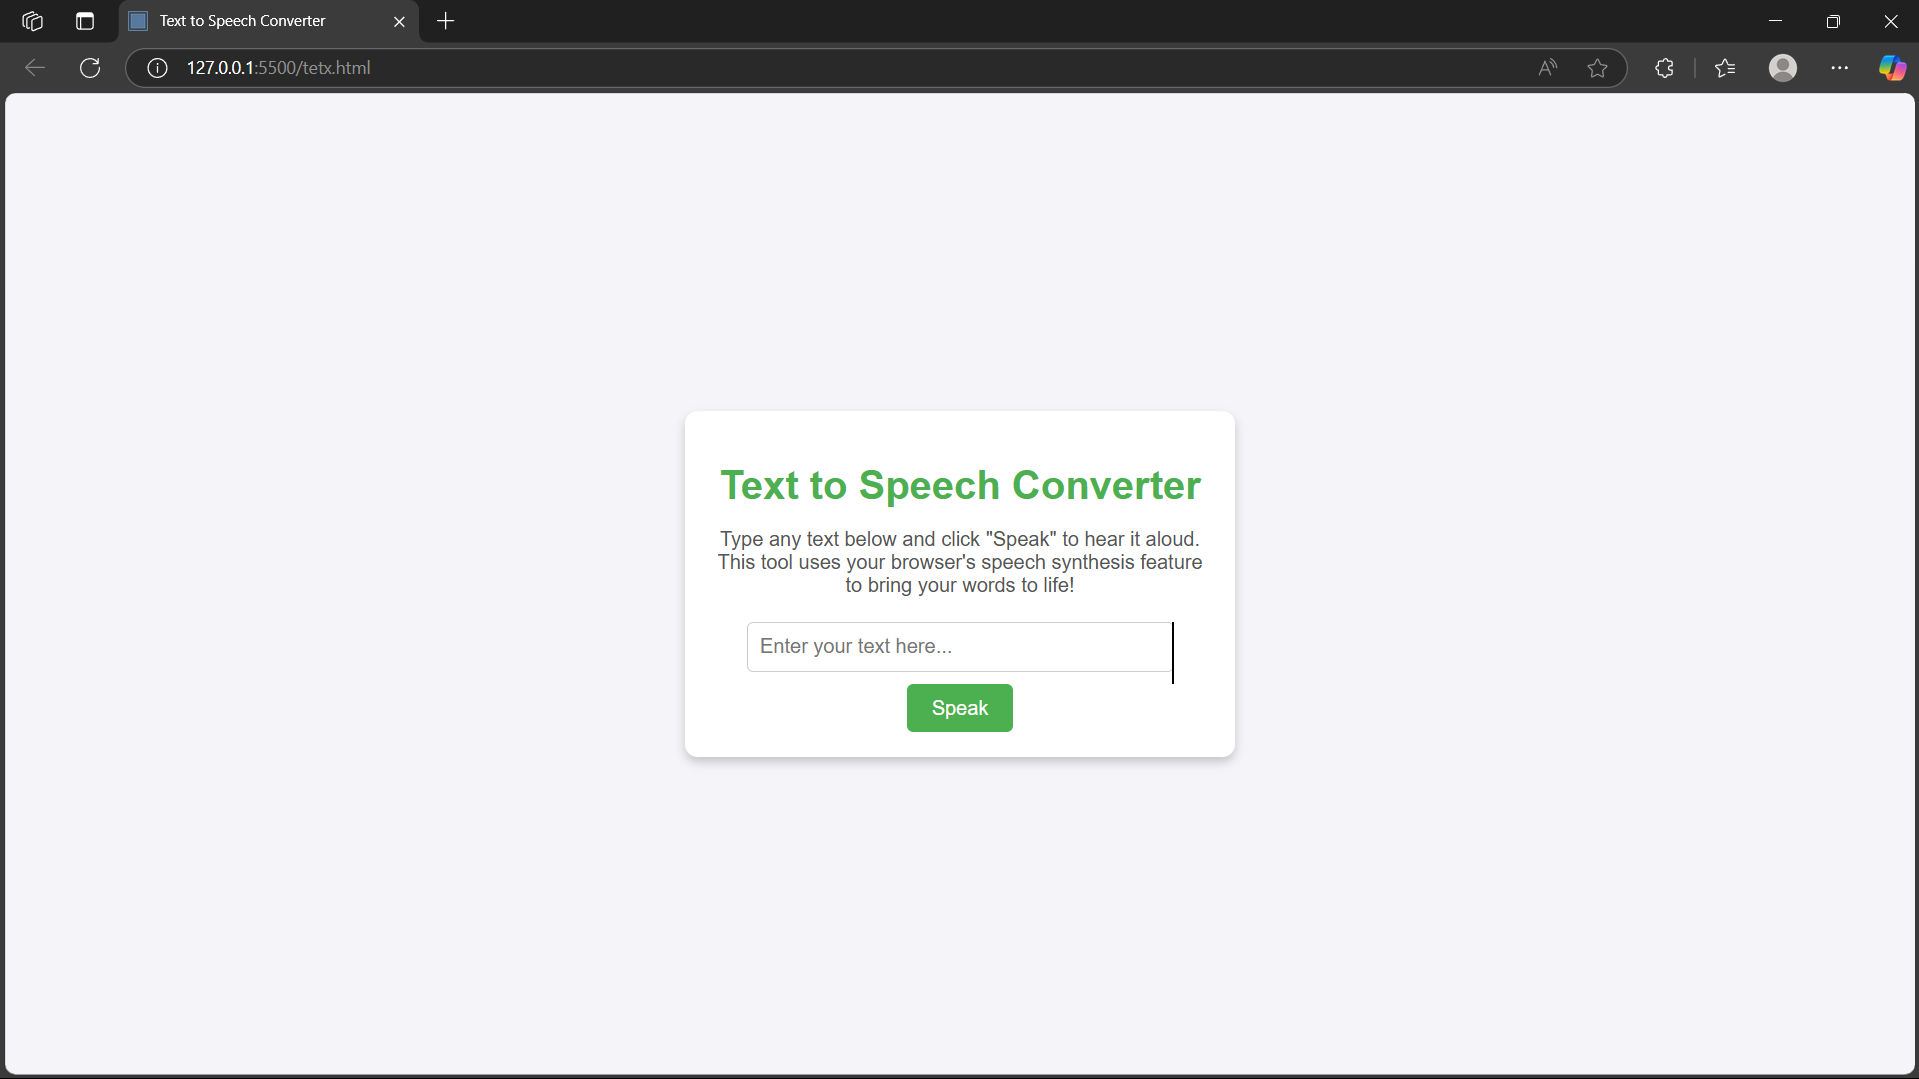 Text to Speech Converter
127.0.0.1:5500/tetx.html
Text to Speech Converter
Type any text below and click "Speak" to hear it aloud.
This tool uses your browser's speech synthesis feature
to bring your words to life!
Enter your text here...
Speak